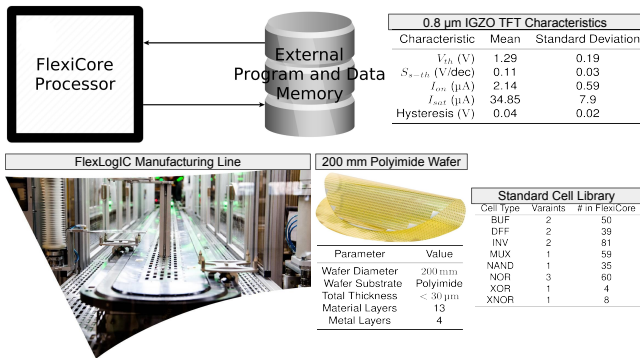 FlexiCore
Processor
External
Program and Data
Memory
0.8 µm IGZO TFT Characteristics
Characteristic Mean Standard Deviation
V_th (V) 1.29 0.19
S_s−th (V/dec) 0.11 0.03
I_on (µA) 2.14 0.59
I_sat (µA) 34.85 7.9
Hysteresis (V) 0.04 0.02
FlexLogIC Manufacturing Line
200 mm Polyimide Wafer
Parameter Value
Wafer Diameter 200 mm
Wafer Substrate Polyimide
Total Thickness < 30 µm
Material Layers 13
Metal Layers 4
Standard Cell Library
Cell Type Varaints # in FlexiCore
BUF 2 50
DFF 2 39
INV 2 81
MUX 1 59
NAND 1 35
NOR 3 60
XOR 1 4
XNOR 1 8